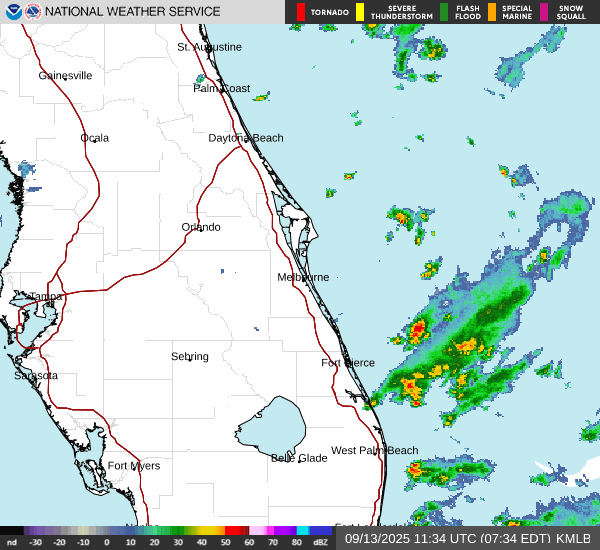 NATIONAL WEATHER SERVICE
TORNADO
SEVERE THUNDERSTORM
FLASH FLOOD
SPECIAL MARINE
SNOW SQUALL
St. Augustine
Gainesville
Palm Coast
Ocala
Daytona Beach
Orlando
Melbourne
Tampa
Sebring
Fort Pierce
Sarasota
West Palm Beach
Belle Glade
Fort Myers
nd -30 -20 -10 0 10 20 30 40 50 60 70 80 dBZ
09/13/2025 11:34 UTC (07:34 EDT) KMLB